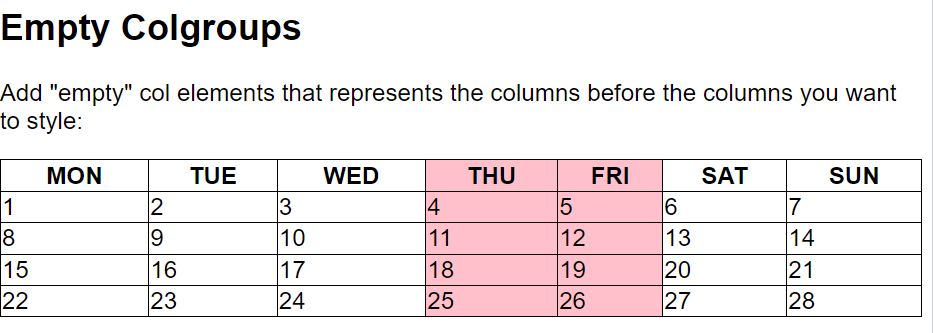 Empty Colgroups
Add "empty" col elements that represents the columns before the columns you want
to style:
MON TUE WED THU FRI SAT SUN
1 2 3 4 5 6 7
8 9 10 11 12 13 14
15 16 17 18 19 20 21
22 23 24 25 26 27 28